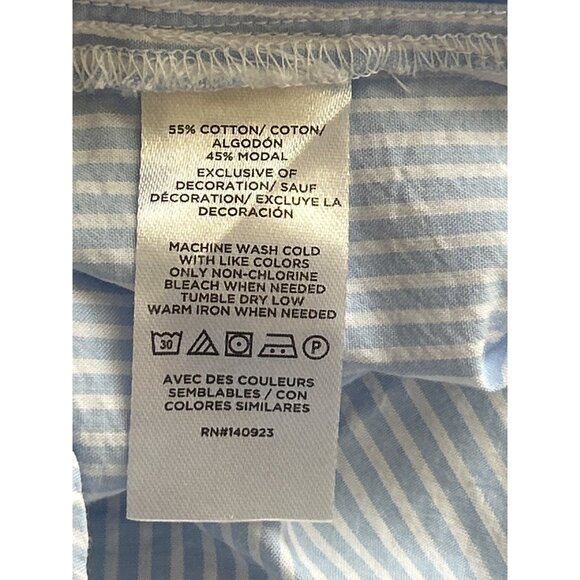 55% COTTON/ COTON/
ALGODÓN
45% MODAL
EXCLUSIVE OF
DECORATION/ SAUF
DÉCORATION/ EXCLUYE LA
DECORACIÓN
MACHINE WASH COLD
WITH LIKE COLORS
ONLY NON-CHLORINE
BLEACH WHEN NEEDED
TUMBLE DRY LOW
WARM IRON WHEN NEEDED
30 P
AVEC DES COULEURS
SEMBLABLES / CON
COLORES SIMILARES
RN#140923